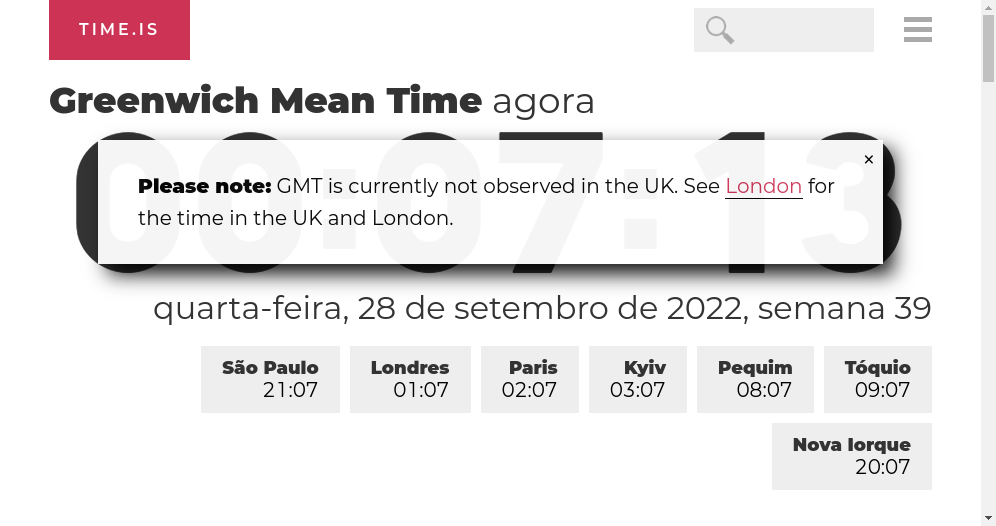 TIME.IS
Greenwich Mean Time agora
00:07:13
×
Please note: GMT is currently not observed in the UK. See London for
the time in the UK and London.
quarta-feira, 28 de setembro de 2022, semana 39
São Paulo
21:07
Londres
01:07
Paris
02:07
Kyiv
03:07
Pequim
08:07
Tóquio
09:07
Nova Iorque
20:07